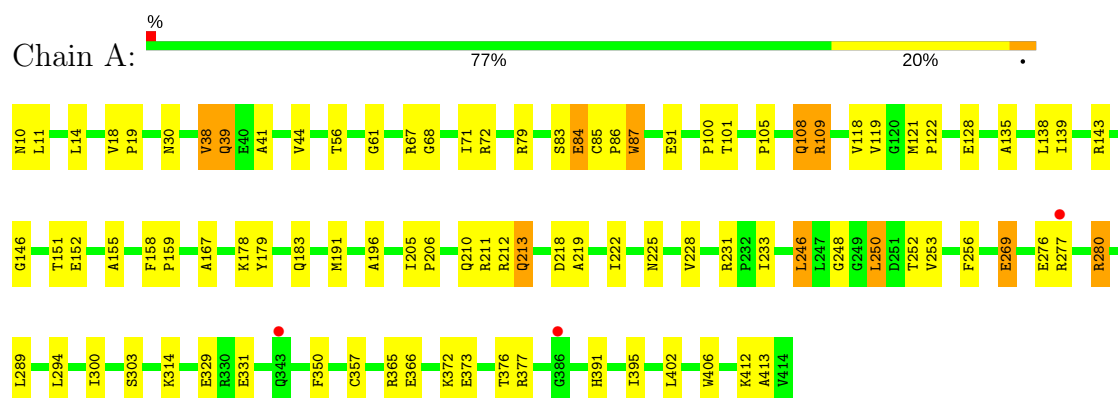 %
Chain A:
77% 20% •
N10 L11 L14 V18 P19 N30 V38 Q39 E40 A41 V44 T56 G61 R67 G68 I71 R72 R79 S83 E84 C85 P86 W87 E91 P100 T101 P105 Q108 R109 V118 V119 G120 M121 P122 E128 A135 L138 I139 R143
G146 T151 E152 A155 F158 P159 A167 K178 Y179 Q183 M191 A196 I205 P206 Q210 R211 R212 Q213 D218 A219 I222 N225 V228 R231 P232 I233 L246 L247 G248 G249 L250 D251 T252 V253 F256 E269 E276 R277 R280
L289 L294 I300 S303 K314 E329 R330 E331 Q343 F350 C357 R365 E366 K372 E373 T376 R377 G386 H391 I395 L402 W406 K412 A413 V414